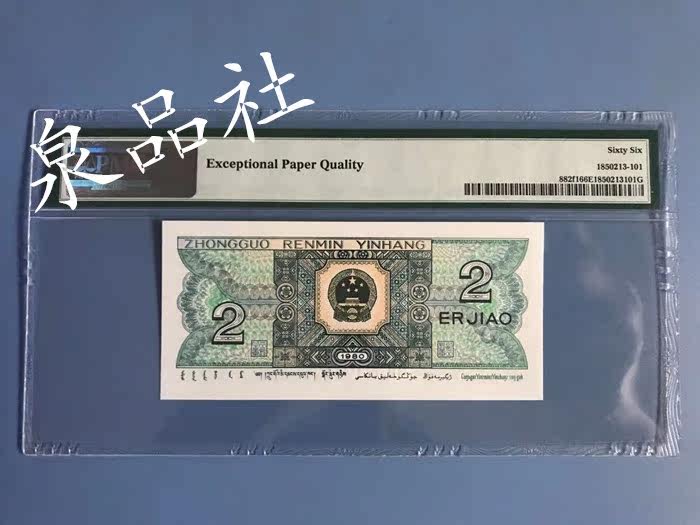 泉品社
Exceptional Paper Quality
Sixty Six
1850213-101
882f166E1850213101G
ZHONGGUO RENMIN YINHANG
2
2
ERJIAO
1980